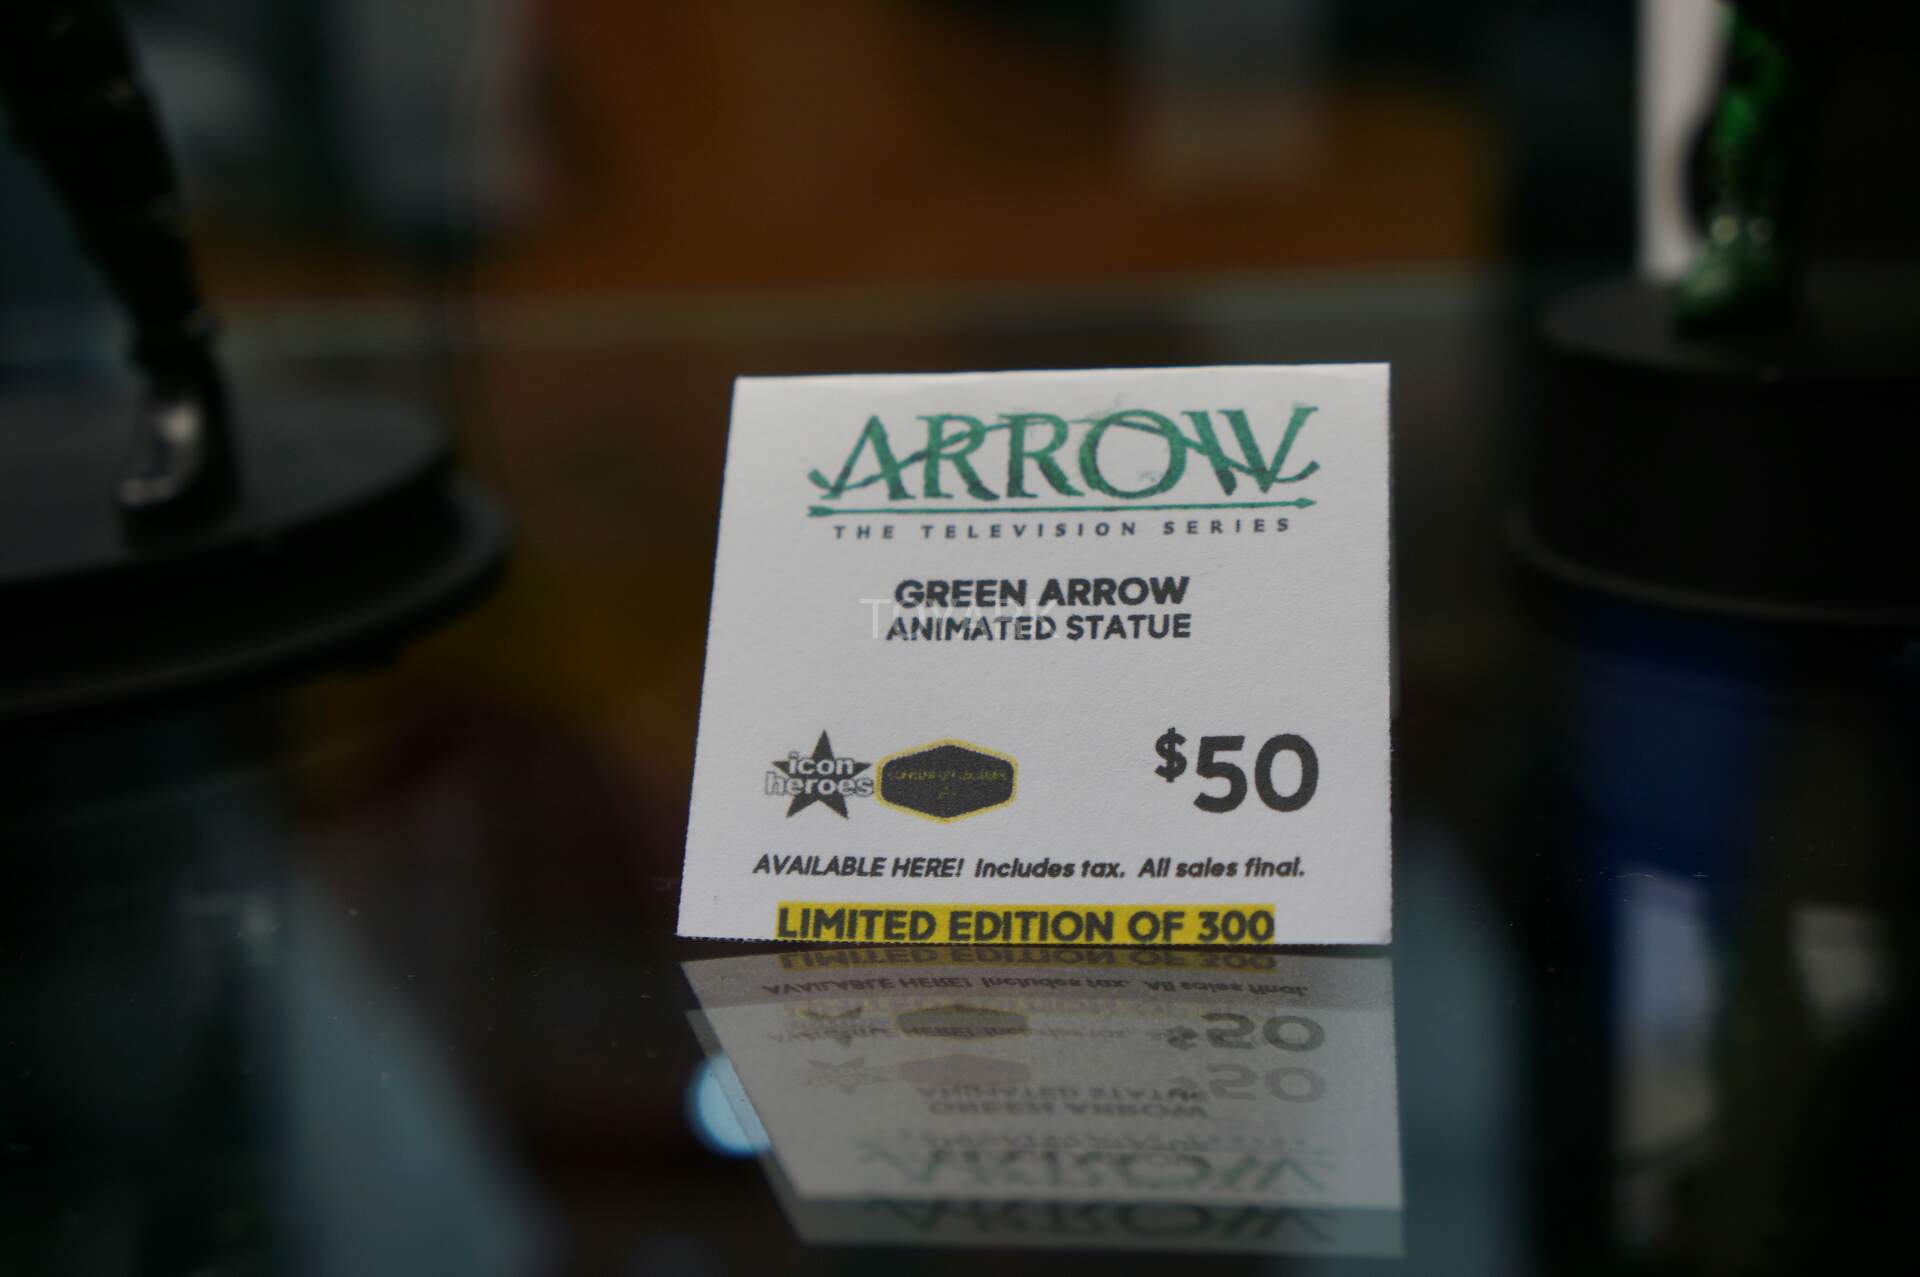 ARROW
THE TELEVISION SERIES
GREEN ARROW
TOYARK
ANIMATED STATUE
icon
heroes
$50
AVAILABLE HERE! Includes tax. All sales final.
LIMITED EDITION OF 300